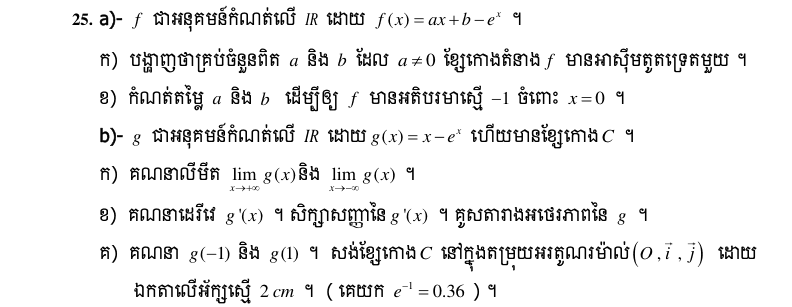 25. a)- f ជាអនុគមន៍កំណត់លើ IR ដោយ f(x) = ax + b − eˣ ។
ក) បង្ហាញថាគ្រប់ចំនួនពិត a និង b ដែល a ≠ 0 ខ្សែកោងតំនាង f មានអាស៊ីមតូតទ្រេតមួយ ។
ខ) កំណត់តម្លៃ a និង b ដើម្បីឲ្យ f មានអតិបរមាស្មើ −1 ចំពោះ x = 0 ។
b)- g ជាអនុគមន៍កំណត់លើ IR ដោយ g(x) = x − eˣ ហើយមានខ្សែកោង C ។
ក) គណនាលីមីត lim x→+∞ g(x) និង lim x→−∞ g(x) ។
ខ) គណនាដេរីវេ g'(x) ។ សិក្សាសញ្ញានៃ g'(x) ។ គូសតារាងអថេរភាពនៃ g ។
គ) គណនា g(−1) និង g(1) ។ សង់ខ្សែកោង C នៅក្នុងតម្រុយអរតូណរម៉ាល់ (O , i⃗ , j⃗) ដោយ
ឯកតាលើអ័ក្សស្មើ 2 cm ។ ( គេយក e⁻¹ = 0.36 ) ។